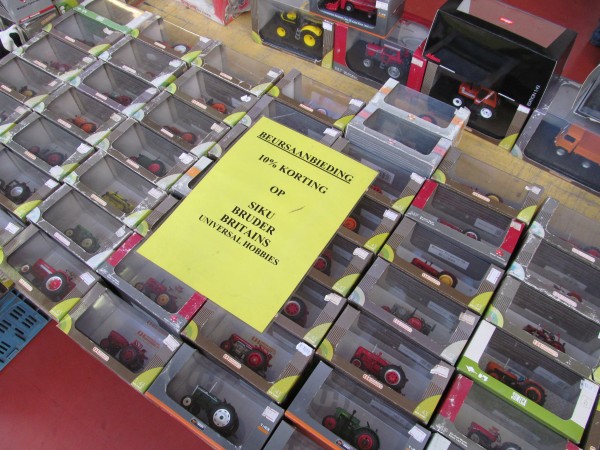 BEURSAANBIEDING
10% KORTING
OP
SIKU
BRUDER
BRITAINS
UNIVERSAL HOBBIES